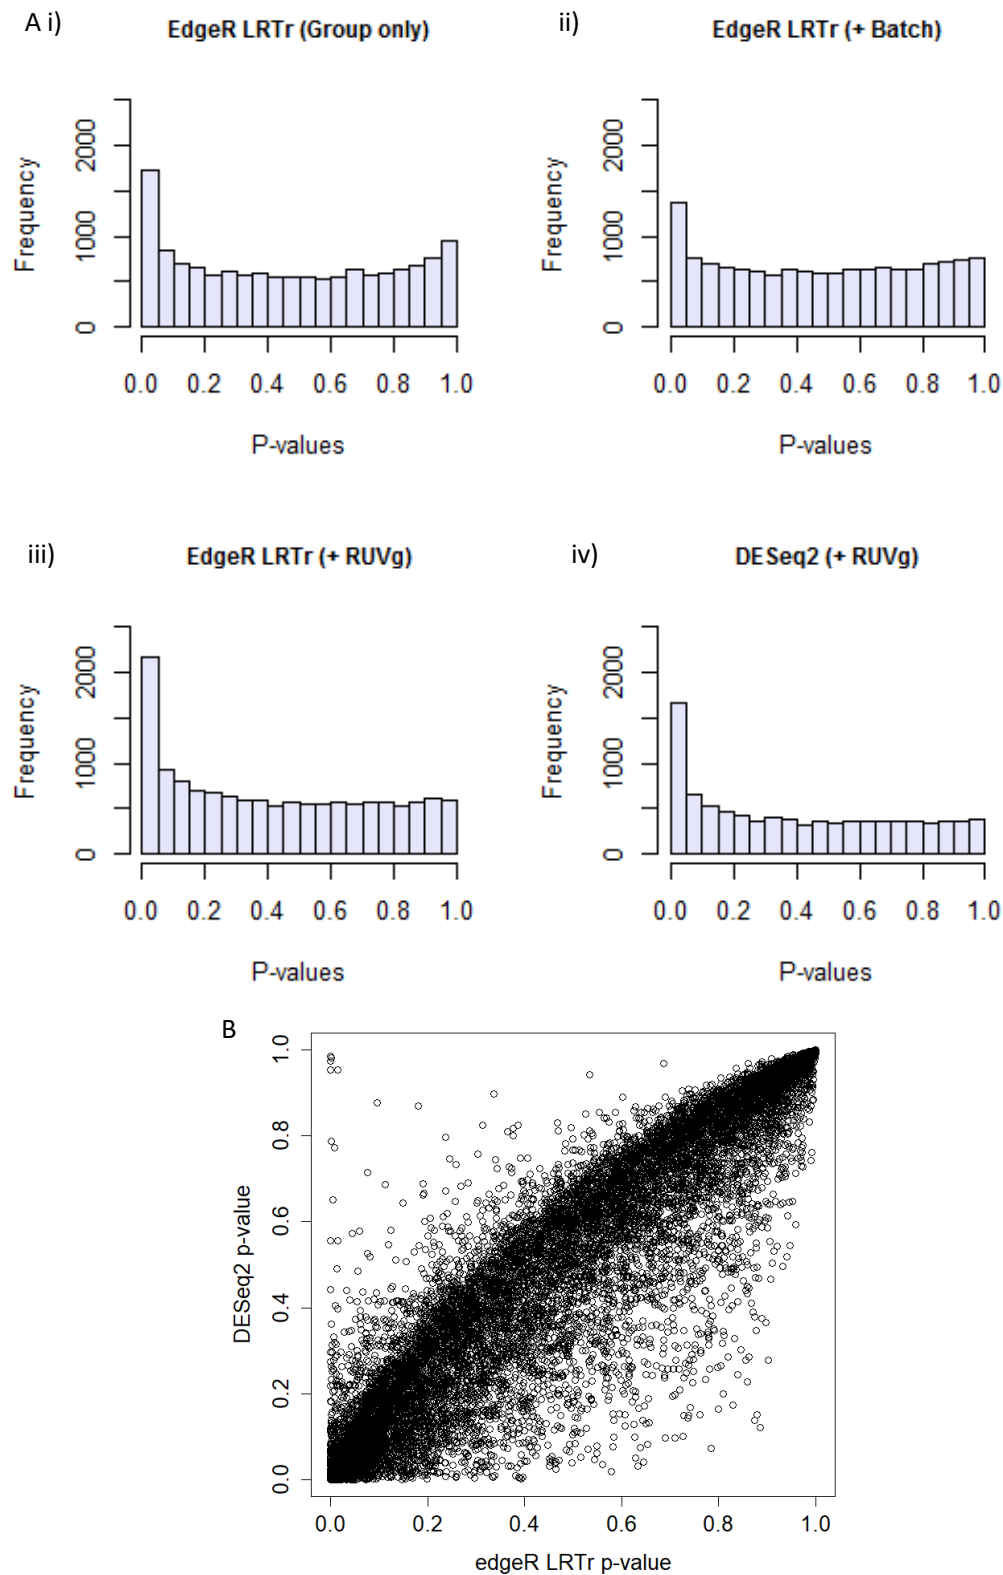 A i) EdgeR LRTr (Group only)
ii) EdgeR LRTr (+ Batch)
Frequency
0 1000 2000
0.0 0.2 0.4 0.6 0.8 1.0
P-values
Frequency
0 1000 2000
0.0 0.2 0.4 0.6 0.8 1.0
P-values
iii) EdgeR LRTr (+ RUVg)
iv) DESeq2 (+ RUVg)
Frequency
0 1000 2000
0.0 0.2 0.4 0.6 0.8 1.0
P-values
Frequency
0 1000 2000
0.0 0.2 0.4 0.6 0.8 1.0
P-values
B
DESeq2 p-value
0.0 0.2 0.4 0.6 0.8 1.0
0.0 0.2 0.4 0.6 0.8 1.0
edgeR LRTr p-value